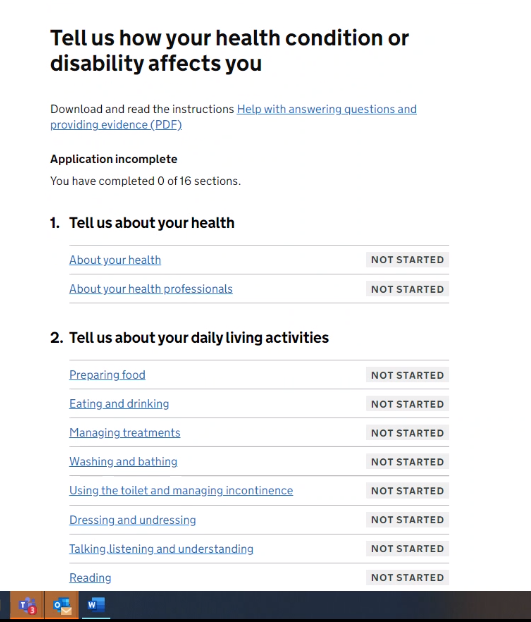 Tell us how your health condition or
disability affects you
Download and read the instructions Help with answering questions and
providing evidence (PDF)
Application incomplete
You have completed 0 of 16 sections.
1. Tell us about your health
About your health NOT STARTED
About your health professionals NOT STARTED
2. Tell us about your daily living activities
Preparing food NOT STARTED
Eating and drinking NOT STARTED
Managing treatments NOT STARTED
Washing and bathing NOT STARTED
Using the toilet and managing incontinence NOT STARTED
Dressing and undressing NOT STARTED
Talking, listening and understanding NOT STARTED
Reading NOT STARTED
T 3 O W